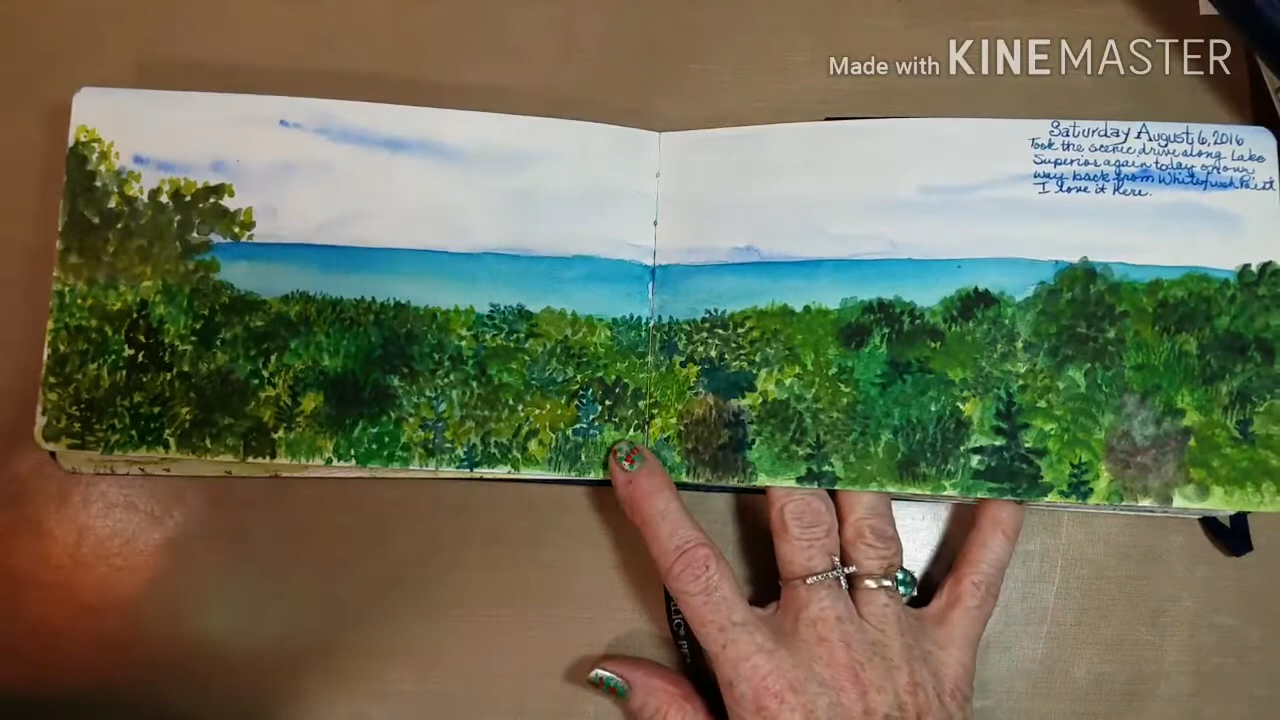 Made with KINEMASTER
Saturday August 6, 2016
Took the scenic drive along Lake
Superior again today on our
way back from Whitefish Point
I love it here.